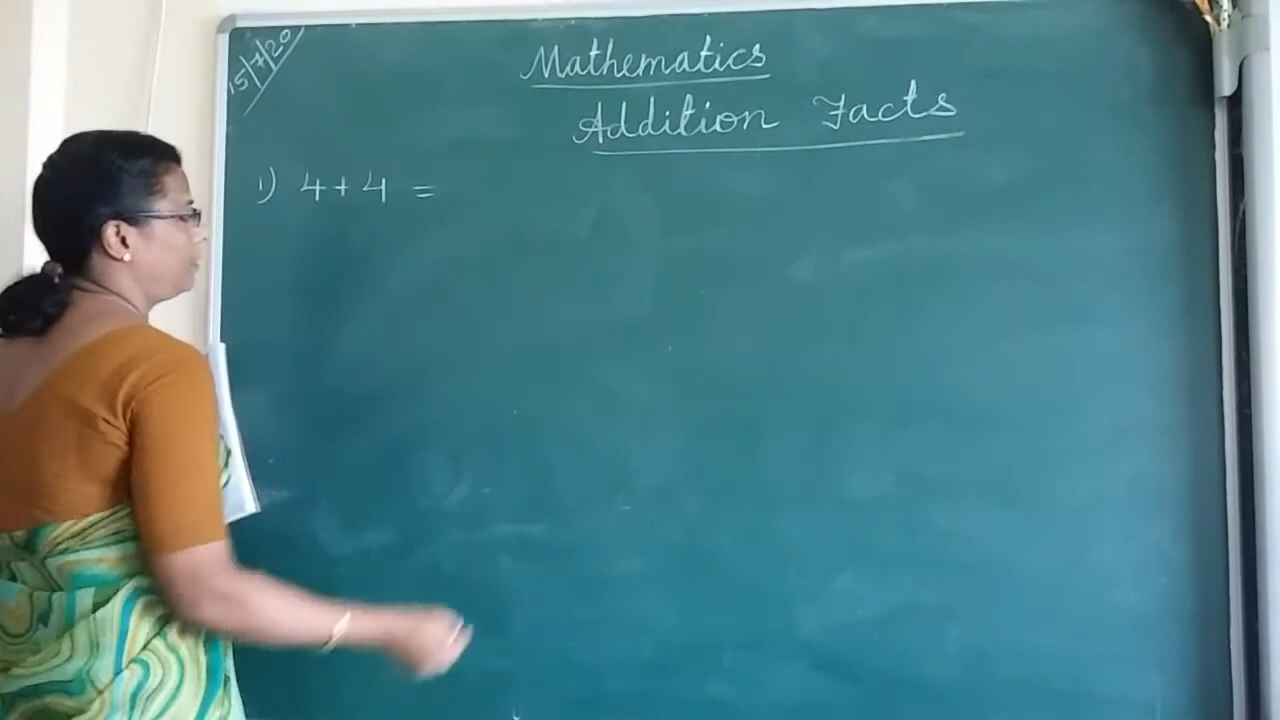 15/7/20
Mathematics
Addition Facts
1) 4 + 4 =